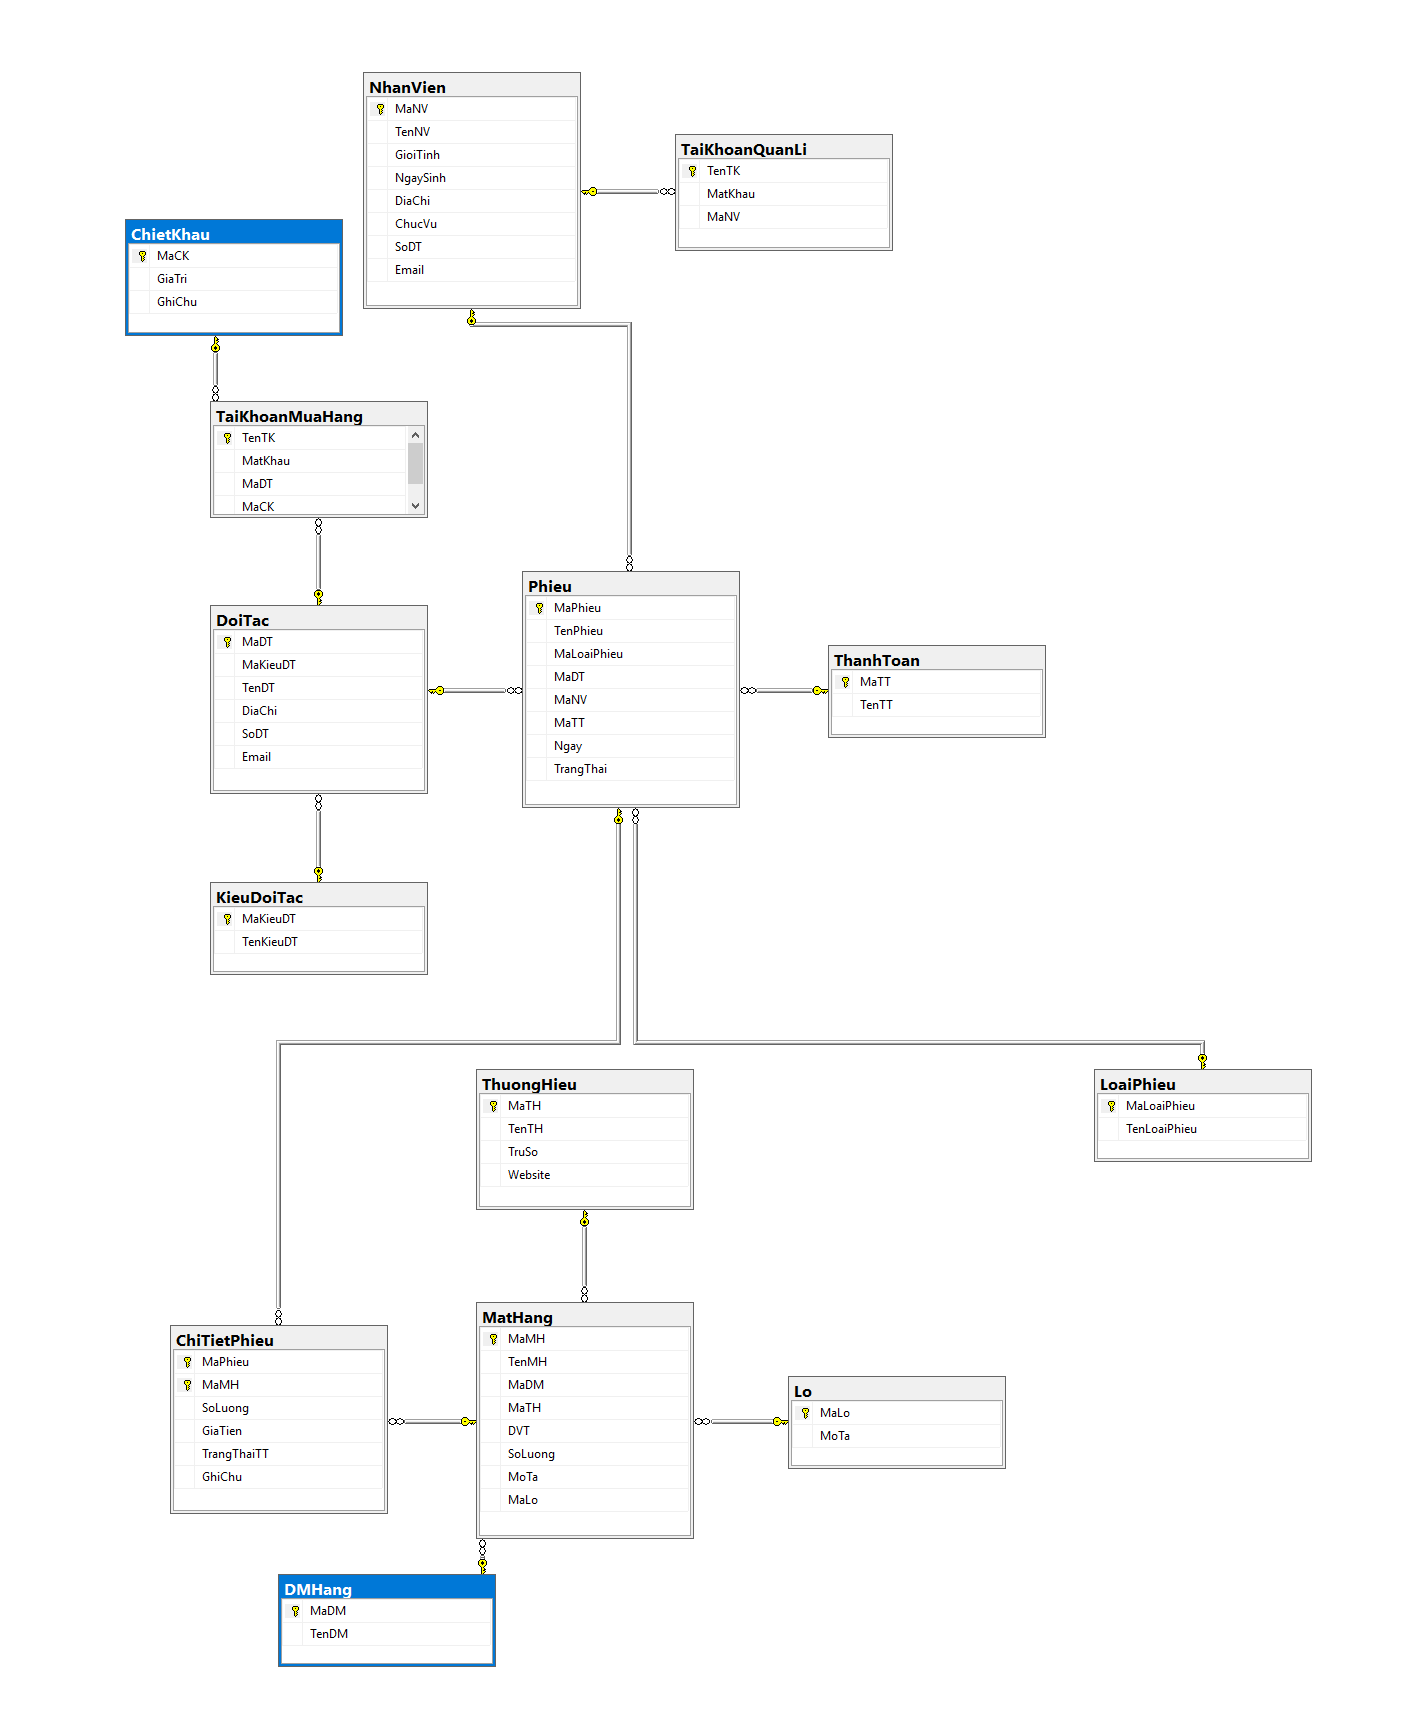 NhanVien
MaNV
TenNV
GioiTinh
NgaySinh
DiaChi
ChucVu
SoDT
Email
TaiKhoanQuanLi
TenTK
MatKhau
MaNV
ChietKhau
MaCK
GiaTri
GhiChu
TaiKhoanMuaHang
TenTK
MatKhau
MaDT
MaCK
DoiTac
MaDT
MaKieuDT
TenDT
DiaChi
SoDT
Email
Phieu
MaPhieu
TenPhieu
MaLoaiPhieu
MaDT
MaNV
MaTT
Ngay
TrangThai
ThanhToan
MaTT
TenTT
KieuDoiTac
MaKieuDT
TenKieuDT
ThuongHieu
MaTH
TenTH
TruSo
Website
LoaiPhieu
MaLoaiPhieu
TenLoaiPhieu
ChiTietPhieu
MaPhieu
MaMH
SoLuong
GiaTien
TrangThaiTT
GhiChu
MatHang
MaMH
TenMH
MaDM
MaTH
DVT
SoLuong
MoTa
MaLo
Lo
MaLo
MoTa
DMHang
MaDM
TenDM